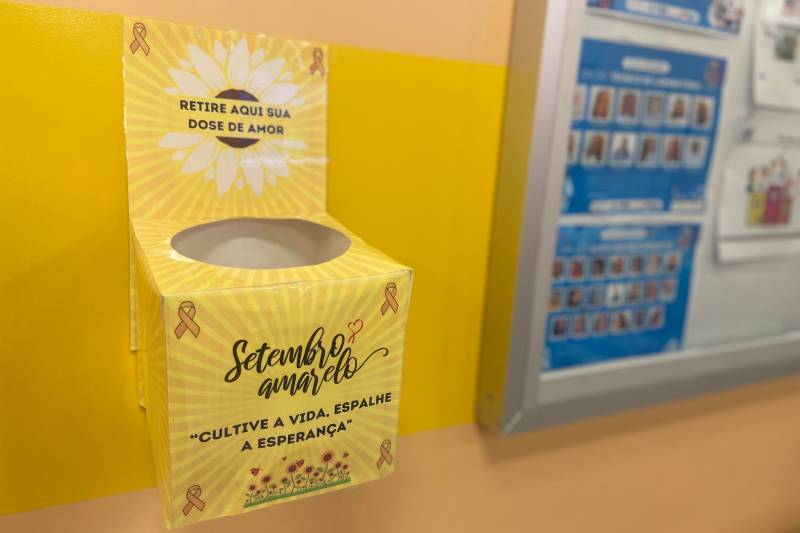 RETIRE AQUI SUA
DOSE DE AMOR
Setembro
amarelo
“CULTIVE A VIDA, ESPALHE
A ESPERANÇA”